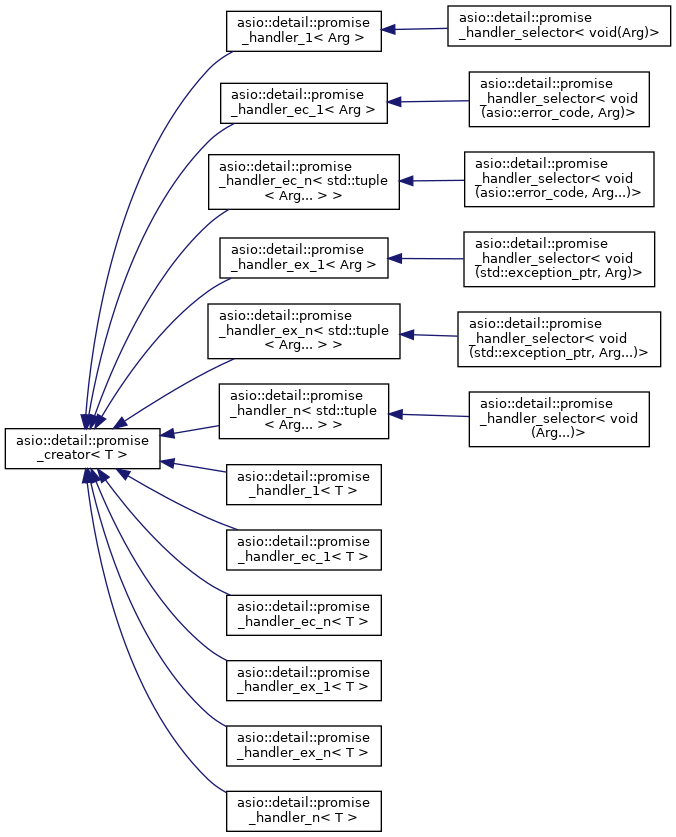 asio::detail::promise
_handler_1< Arg >
asio::detail::promise
_handler_selector< void(Arg)>
asio::detail::promise
_handler_ec_1< Arg >
asio::detail::promise
_handler_selector< void
(asio::error_code, Arg)>
asio::detail::promise
_handler_ec_n< std::tuple
< Arg... > >
asio::detail::promise
_handler_selector< void
(asio::error_code, Arg...)>
asio::detail::promise
_handler_ex_1< Arg >
asio::detail::promise
_handler_selector< void
(std::exception_ptr, Arg)>
asio::detail::promise
_handler_ex_n< std::tuple
< Arg... > >
asio::detail::promise
_handler_selector< void
(std::exception_ptr, Arg...)>
asio::detail::promise
_handler_n< std::tuple
< Arg... > >
asio::detail::promise
_handler_selector< void
(Arg...)>
asio::detail::promise
_creator< T >
asio::detail::promise
_handler_1< T >
asio::detail::promise
_handler_ec_1< T >
asio::detail::promise
_handler_ec_n< T >
asio::detail::promise
_handler_ex_1< T >
asio::detail::promise
_handler_ex_n< T >
asio::detail::promise
_handler_n< T >